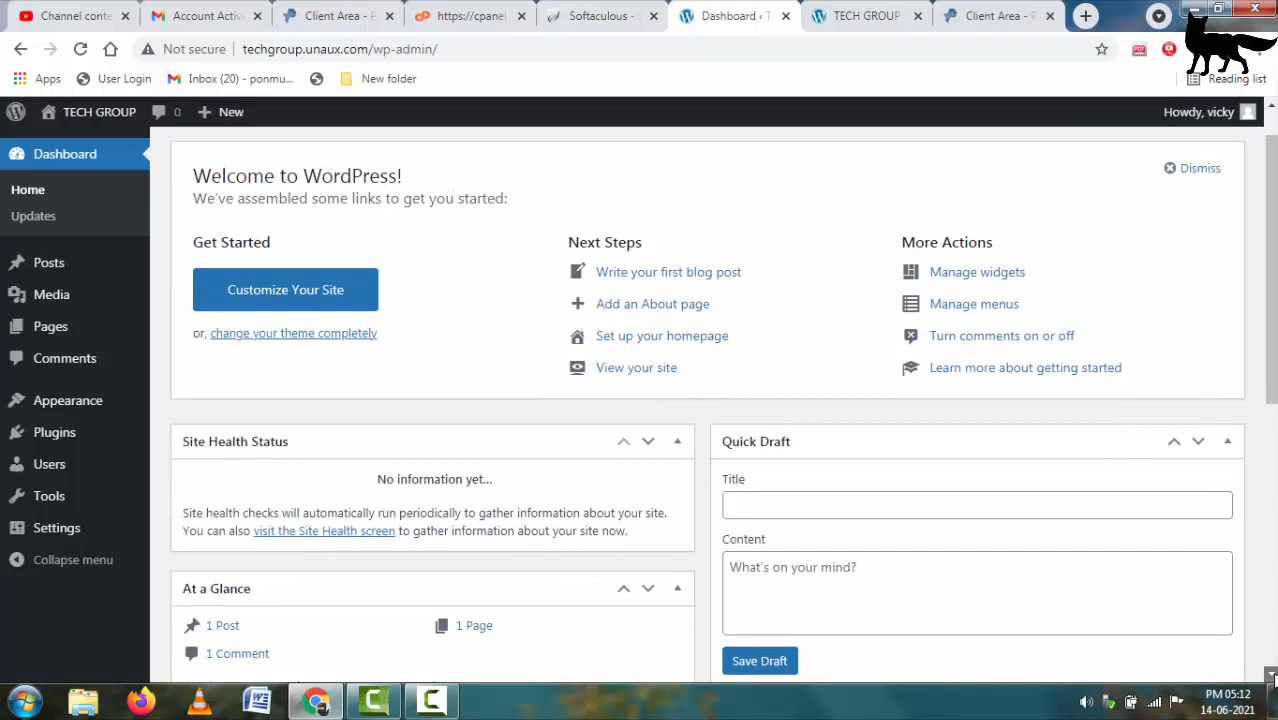 Channel conte
Account Activ
Client Area - P
https://cpanel
Softaculous -
Dashboard ‹ T
TECH GROUP
Client Area - P
Not secure techgroup.unaux.com/wp-admin/
Apps User Login Inbox (20) - ponmu... New folder Reading list
TECH GROUP 0 New Howdy, vicky
Dashboard
Home
Updates
Posts
Media
Pages
Comments
Appearance
Plugins
Users
Tools
Settings
Collapse menu
Welcome to WordPress!
Dismiss
We've assembled some links to get you started:
Get Started
Customize Your Site
or, change your theme completely
Next Steps
Write your first blog post
Add an About page
Set up your homepage
View your site
More Actions
Manage widgets
Manage menus
Turn comments on or off
Learn more about getting started
Site Health Status
No information yet...
Site health checks will automatically run periodically to gather information about your site.
You can also visit the Site Health screen to gather information about your site now.
At a Glance
1 Post 1 Page
1 Comment
Quick Draft
Title
Content
What's on your mind?
Save Draft
PM 05:12
14-06-2021